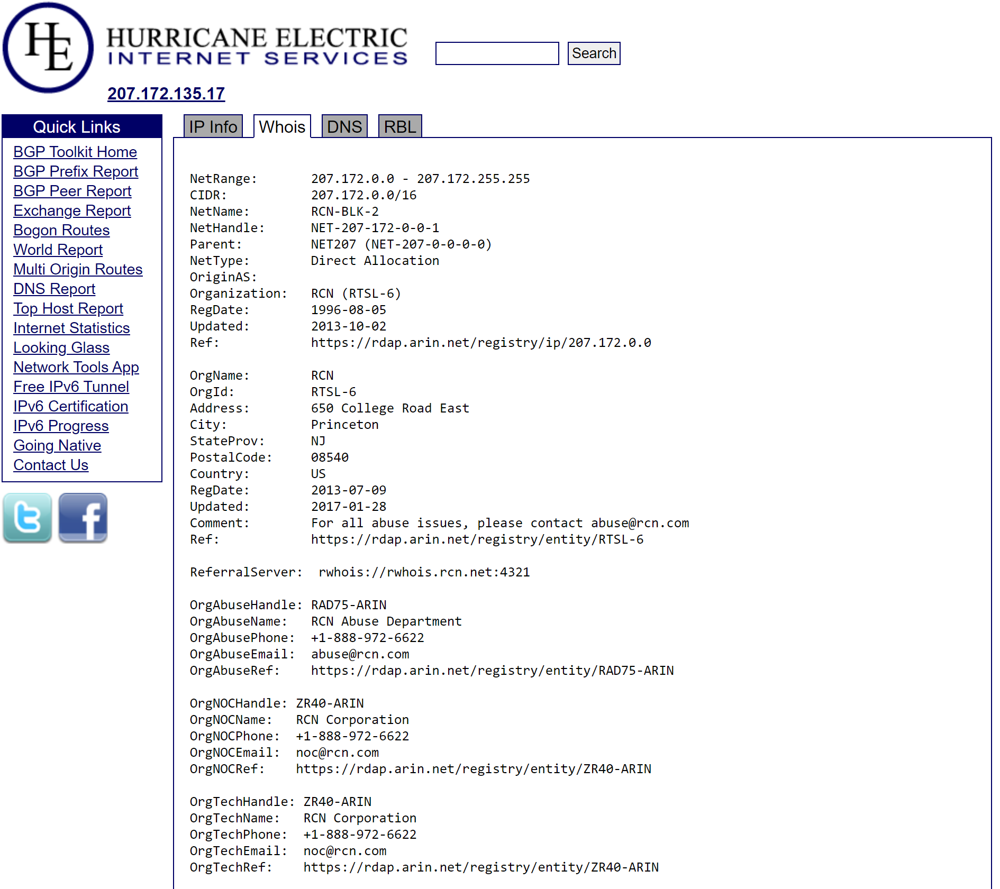 HE
HURRICANE ELECTRIC
INTERNET SERVICES
Search
207.172.135.17
Quick Links
BGP Toolkit Home
BGP Prefix Report
BGP Peer Report
Exchange Report
Bogon Routes
World Report
Multi Origin Routes
DNS Report
Top Host Report
Internet Statistics
Looking Glass
Network Tools App
Free IPv6 Tunnel
IPv6 Certification
IPv6 Progress
Going Native
Contact Us
IP Info Whois DNS RBL
NetRange: 207.172.0.0 - 207.172.255.255
CIDR: 207.172.0.0/16
NetName: RCN-BLK-2
NetHandle: NET-207-172-0-0-1
Parent: NET207 (NET-207-0-0-0-0)
NetType: Direct Allocation
OriginAS:
Organization: RCN (RTSL-6)
RegDate: 1996-08-05
Updated: 2013-10-02
Ref: https://rdap.arin.net/registry/ip/207.172.0.0
OrgName: RCN
OrgId: RTSL-6
Address: 650 College Road East
City: Princeton
StateProv: NJ
PostalCode: 08540
Country: US
RegDate: 2013-07-09
Updated: 2017-01-28
Comment: For all abuse issues, please contact abuse@rcn.com
Ref: https://rdap.arin.net/registry/entity/RTSL-6
ReferralServer: rwhois://rwhois.rcn.net:4321
OrgAbuseHandle: RAD75-ARIN
OrgAbuseName: RCN Abuse Department
OrgAbusePhone: +1-888-972-6622
OrgAbuseEmail: abuse@rcn.com
OrgAbuseRef: https://rdap.arin.net/registry/entity/RAD75-ARIN
OrgNOCHandle: ZR40-ARIN
OrgNOCName: RCN Corporation
OrgNOCPhone: +1-888-972-6622
OrgNOCEmail: noc@rcn.com
OrgNOCRef: https://rdap.arin.net/registry/entity/ZR40-ARIN
OrgTechHandle: ZR40-ARIN
OrgTechName: RCN Corporation
OrgTechPhone: +1-888-972-6622
OrgTechEmail: noc@rcn.com
OrgTechRef: https://rdap.arin.net/registry/entity/ZR40-ARIN